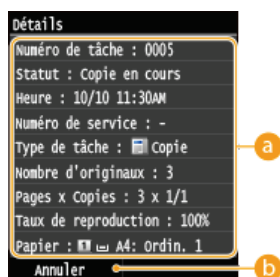 Détails
Numéro de tâche : 0005
Statut : Copie en cours
Heure : 10/10 11:30AM
Numéro de service : -
Type de tâche : Copie
Nombre d'originaux : 3
Pages x Copies : 3 x 1/1
Taux de reproduction : 100%
Papier : 1 A4: Ordin. 1
Annuler
a
b